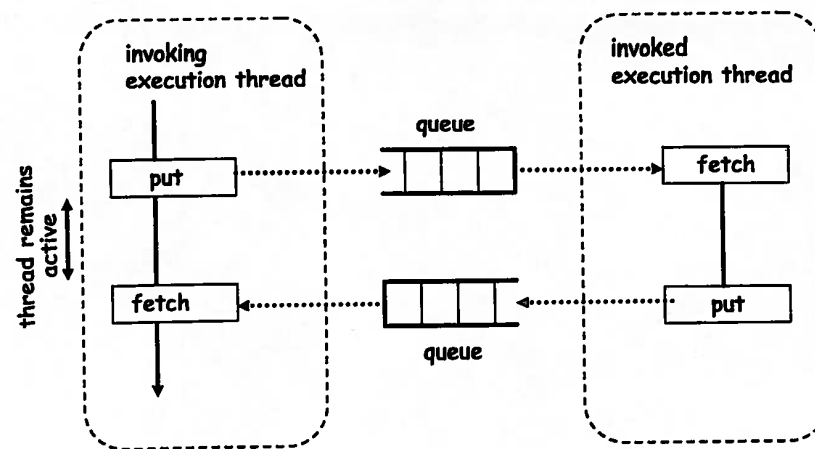 invoking
execution thread
invoked
execution thread
queue
put
fetch
thread remains
active
fetch
put
queue